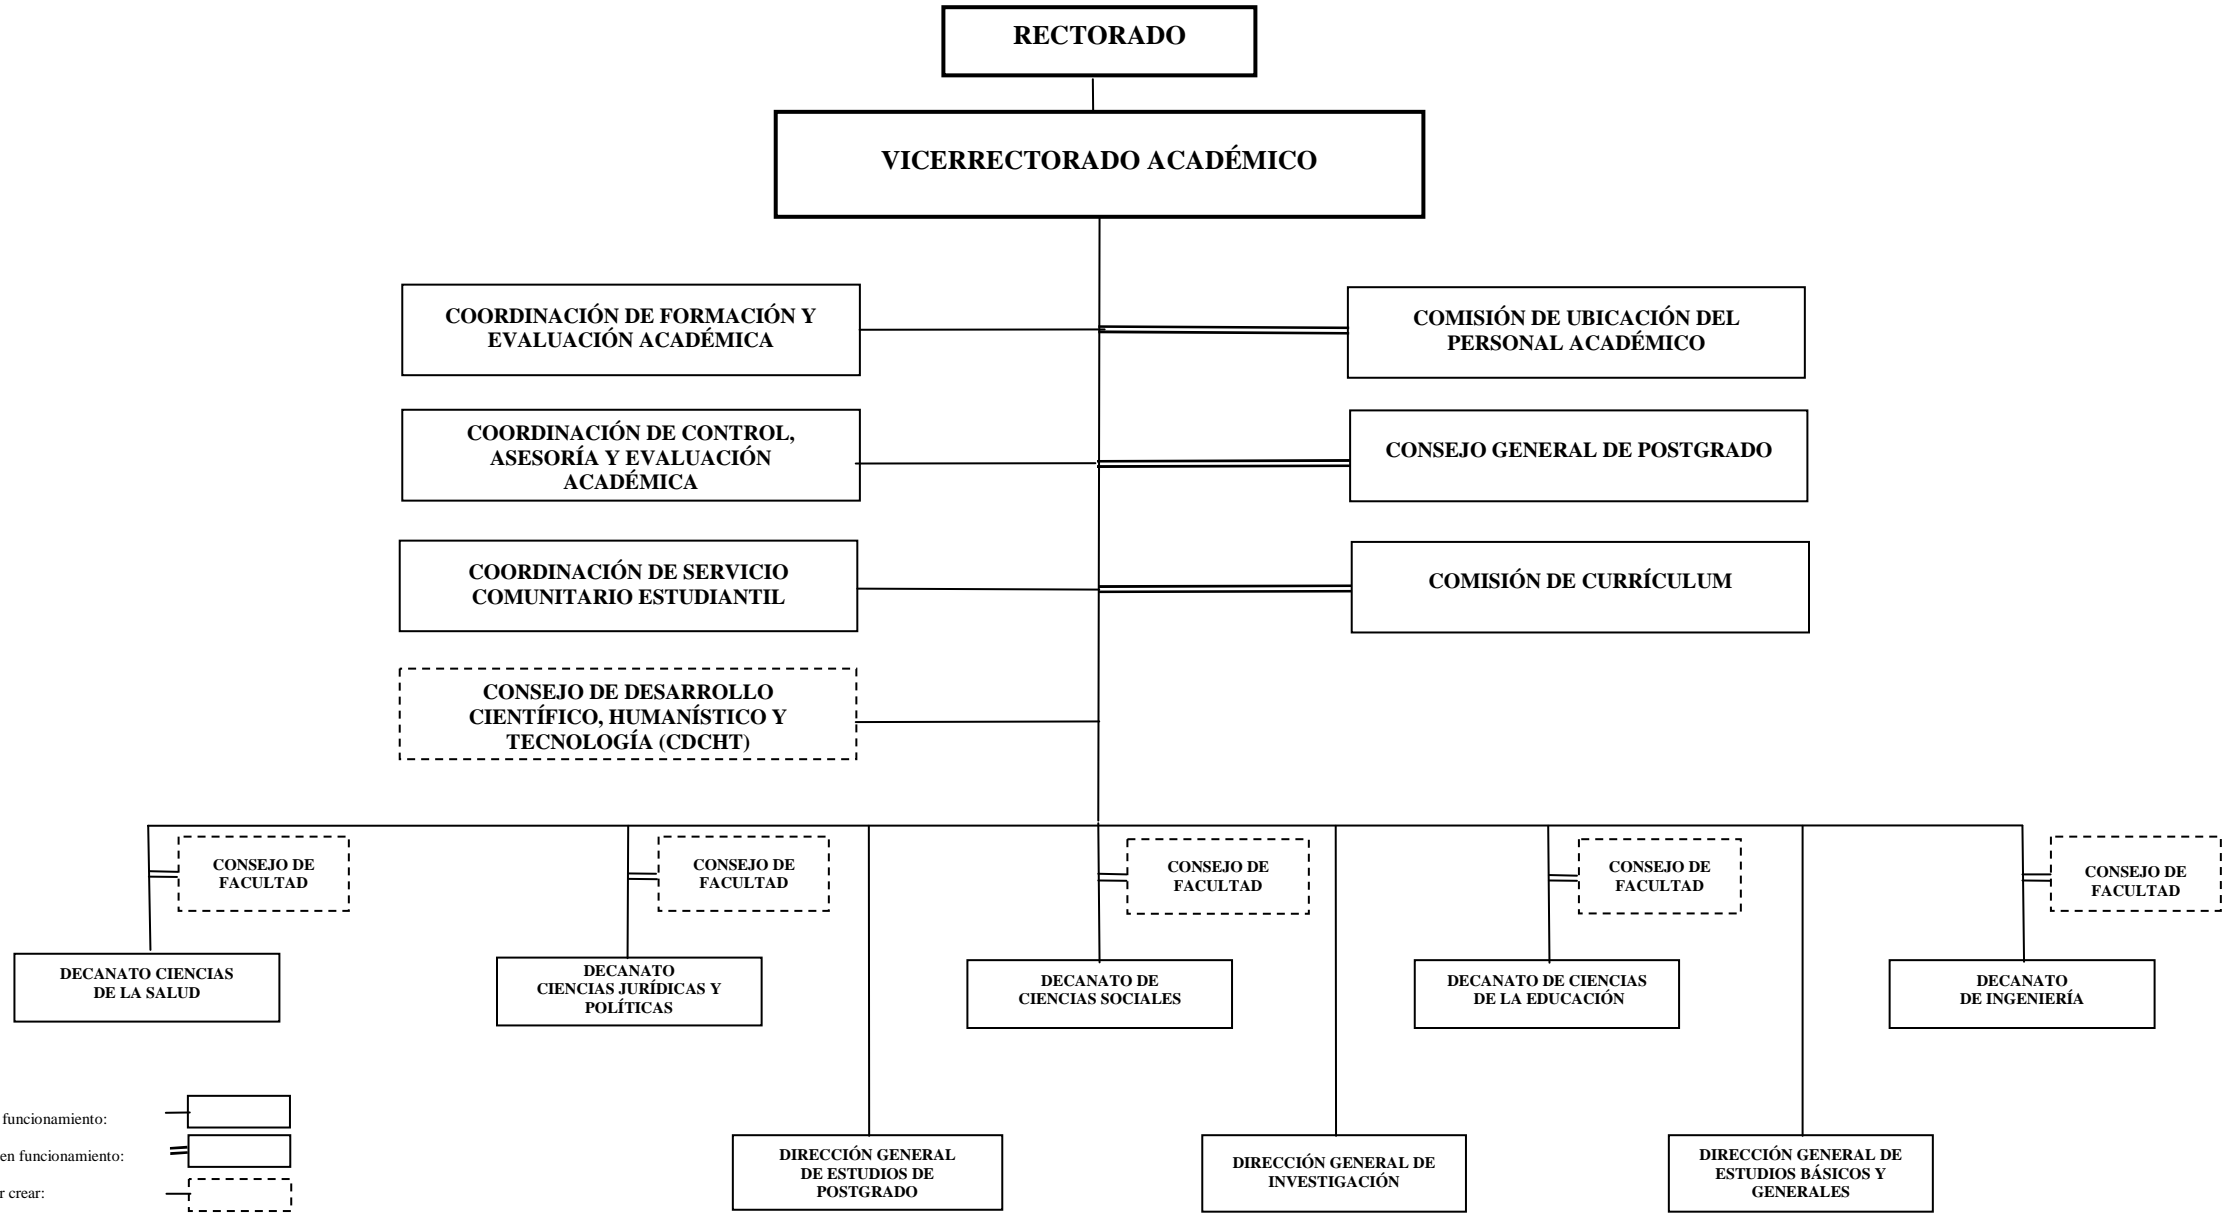 RECTORADO
VICERRECTORADO ACADÉMICO
COORDINACIÓN DE FORMACIÓN Y
EVALUACIÓN ACADÉMICA
COMISIÓN DE UBICACIÓN DEL
PERSONAL ACADÉMICO
COORDINACIÓN DE CONTROL,
ASESORÍA Y EVALUACIÓN
ACADÉMICA
CONSEJO GENERAL DE POSTGRADO
COORDINACIÓN DE SERVICIO
COMUNITARIO ESTUDIANTIL
COMISIÓN DE CURRÍCULUM
CONSEJO DE DESARROLLO
CIENTÍFICO, HUMANÍSTICO Y
TECNOLOGÍA (CDCHT)
CONSEJO DE
FACULTAD
CONSEJO DE
FACULTAD
CONSEJO DE
FACULTAD
CONSEJO DE
FACULTAD
CONSEJO DE
FACULTAD
DECANATO CIENCIAS
DE LA SALUD
DECANATO
CIENCIAS JURÍDICAS Y
POLÍTICAS
DECANATO DE
CIENCIAS SOCIALES
DECANATO DE CIENCIAS
DE LA EDUCACIÓN
DECANATO
DE INGENIERÍA
funcionamiento:
en funcionamiento:
r crear:
DIRECCIÓN GENERAL
DE ESTUDIOS DE
POSTGRADO
DIRECCIÓN GENERAL DE
INVESTIGACIÓN
DIRECCIÓN GENERAL DE
ESTUDIOS BÁSICOS Y
GENERALES